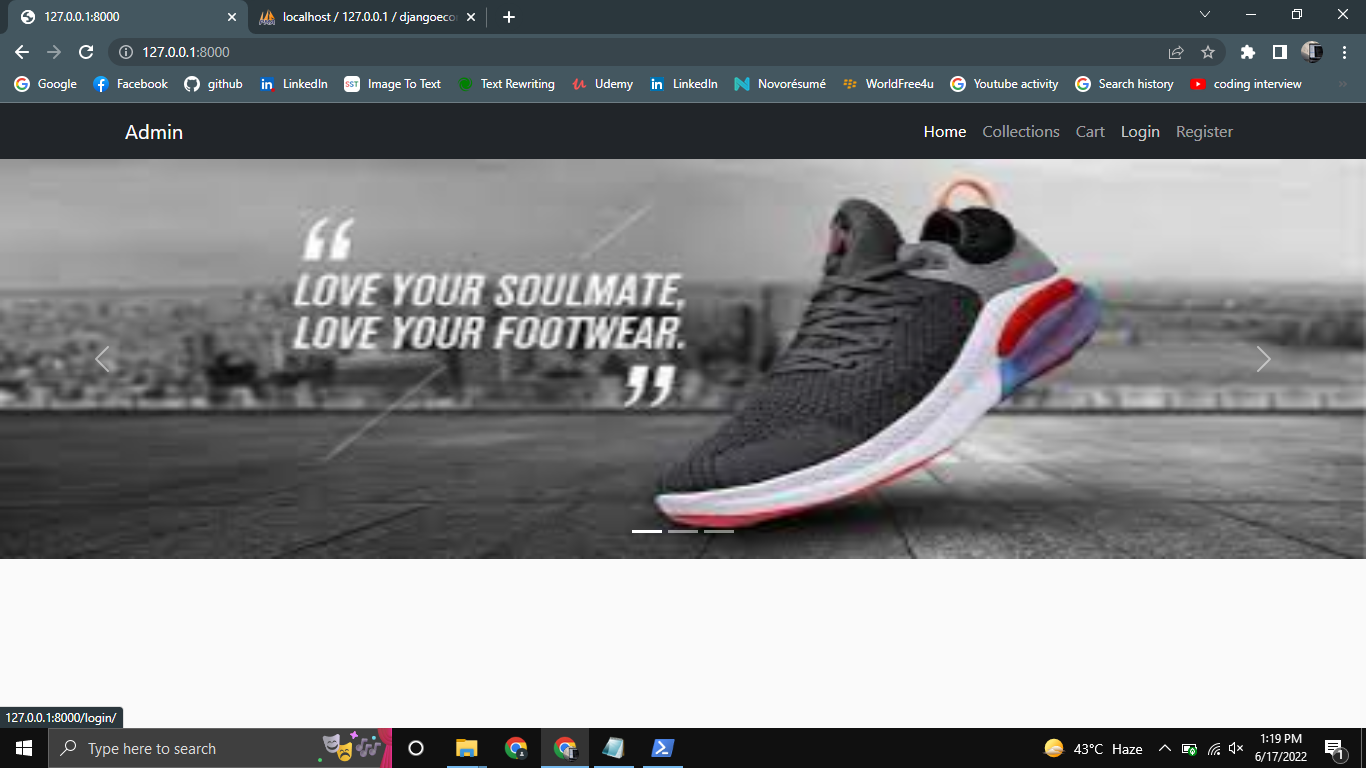 127.0.0.1:8000
localhost / 127.0.0.1 / djangoecor
127.0.0.1:8000
Google Facebook github LinkedIn Image To Text Text Rewriting Udemy LinkedIn Novorésumé WorldFree4u Youtube activity Search history coding interview
Admin Home Collections Cart Login Register
“
LOVE YOUR SOULMATE,
LOVE YOUR FOOTWEAR.
”
127.0.0.1:8000/login/
Type here to search
43°C Haze
1:19 PM
6/17/2022
1